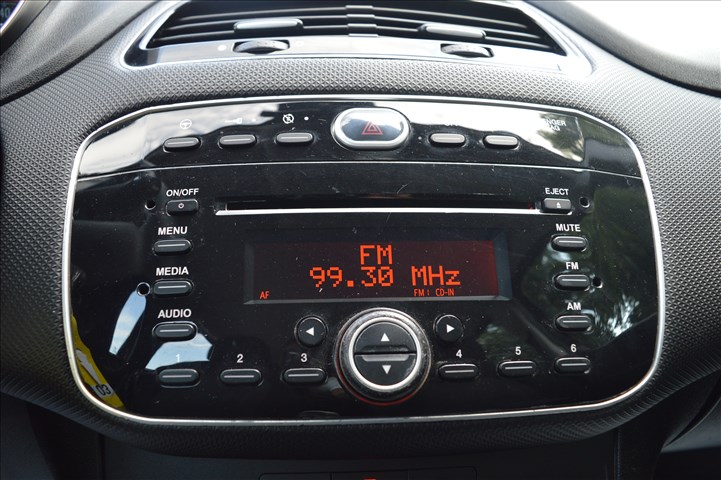 ON/OFF
EJECT
MENU
MUTE
FM
99.30 MHz
AF
FM: CD-IN
MEDIA
FM
AUDIO
AM
1
2
3
4
5
6